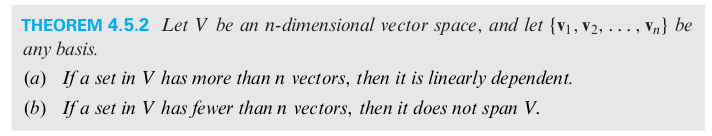 THEOREM 4.5.2 Let V be an n-dimensional vector space, and let {v₁, v₂, . . . , vₙ} be
any basis.
(a) If a set in V has more than n vectors, then it is linearly dependent.
(b) If a set in V has fewer than n vectors, then it does not span V.